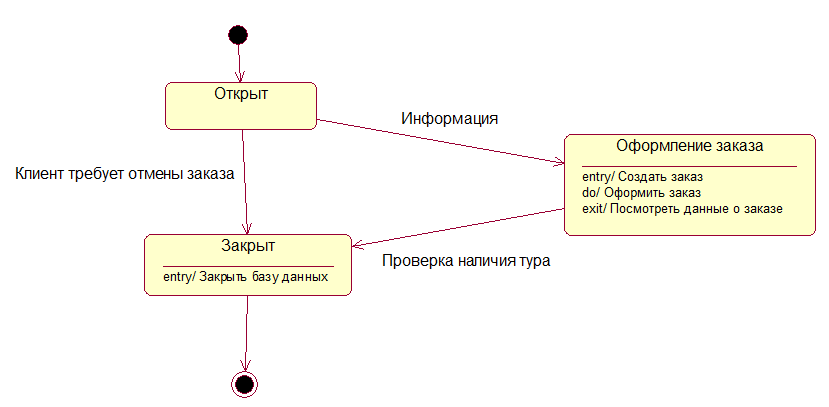 Открыт
Информация
Оформление заказа
entry/ Создать заказ
do/ Оформить заказ
exit/ Посмотреть данные о заказе
Клиент требует отмены заказа
Закрыт
entry/ Закрыть базу данных
Проверка наличия тура